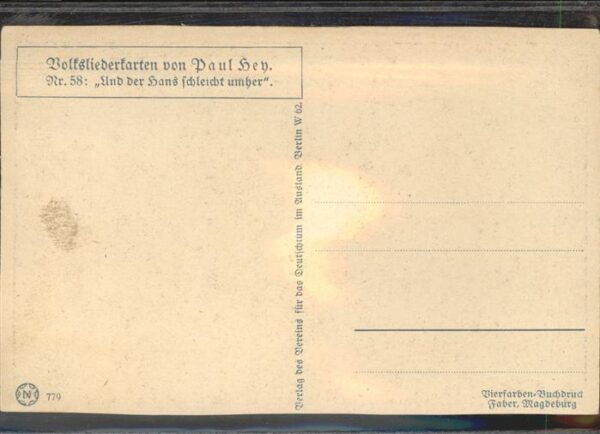 Volksliederkarten von Paul Hey.
Nr. 58: „Und der Hans schleicht umher“.
Verlag des Vereins für das Deutschtum im Ausland Berlin W 62.
N 779
Vierfarben-Buchdruck
Faber, Magdeburg